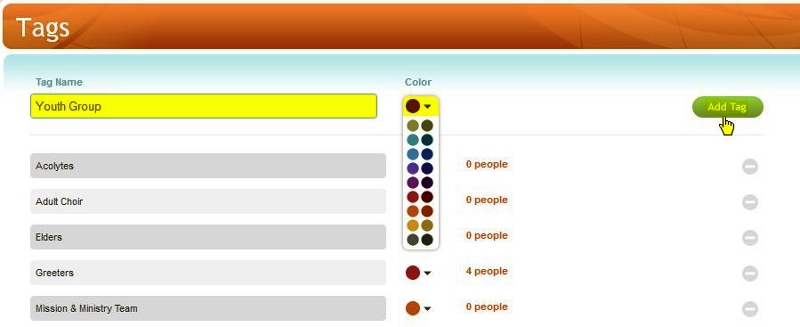 Tags
Tag Name Color
Youth Group Add Tag
Acolytes 0 people
Adult Choir 0 people
Elders 0 people
Greeters 4 people
Mission & Ministry Team 0 people